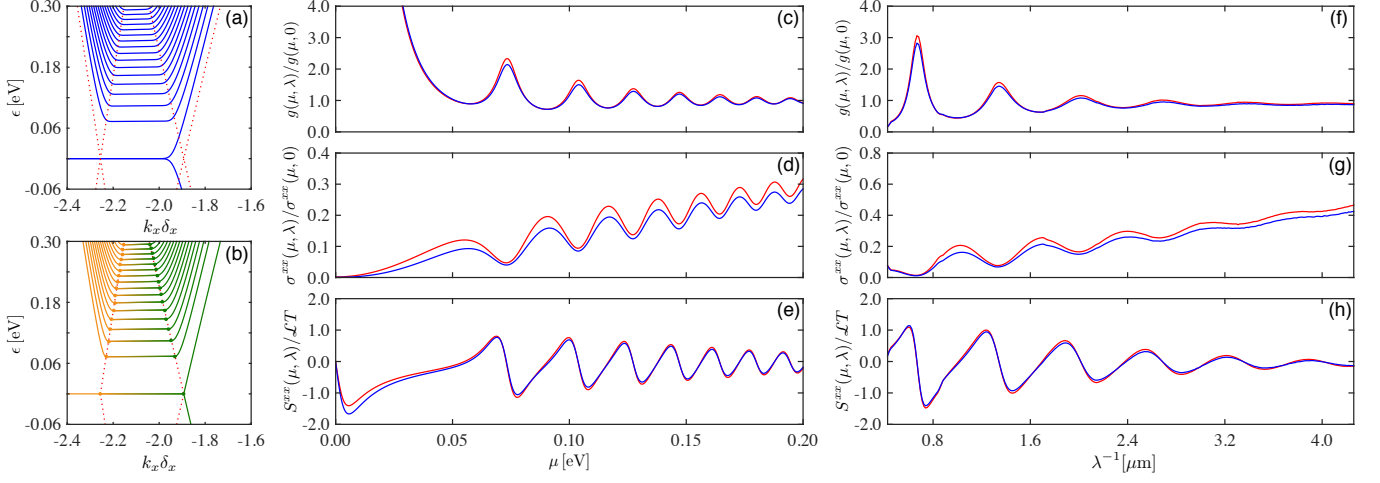 (a)
0.30
0.18
0.06
-0.06
ϵ [eV]
-2.4 -2.2 -2.0 -1.8 -1.6
kₓδₓ
(b)
0.30
0.18
0.06
-0.06
ϵ [eV]
-2.4 -2.2 -2.0 -1.8 -1.6
kₓδₓ
(c)
4.0
3.0
2.0
1.0
0.0
g(μ, λ)/g(μ, 0)
(d)
0.4
0.3
0.2
0.1
0.0
σ^{xx}(μ, λ)/σ^{xx}(μ, 0)
(e)
2.0
1.0
0.0
-1.0
-2.0
S^{xx}(μ, λ)/ℒT
0.00 0.05 0.10 0.15 0.20
μ [eV]
(f)
4.0
3.0
2.0
1.0
0.0
g(μ, λ)/g(μ, 0)
(g)
0.8
0.6
0.4
0.2
0.0
σ^{xx}(μ, λ)/σ^{xx}(μ, 0)
(h)
2.0
1.0
0.0
-1.0
-2.0
S^{xx}(μ, λ)/ℒT
0.8 1.6 2.4 3.2 4.0
λ⁻¹[μm]